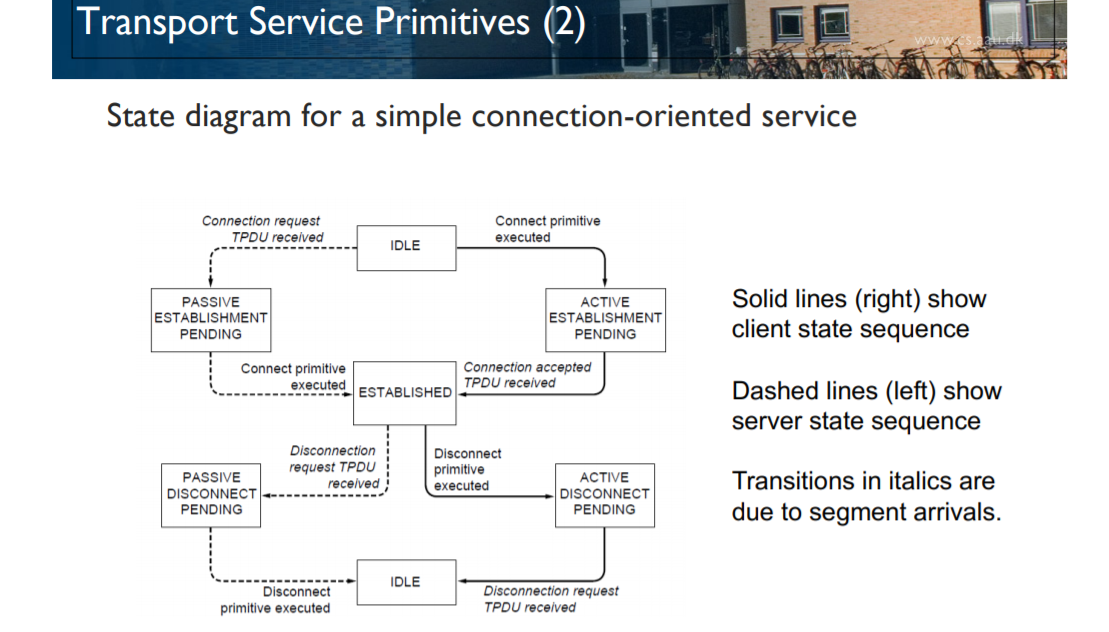 Transport Service Primitives (2)
www.cs.aau.dk
State diagram for a simple connection-oriented service
Connection request
TPDU received
IDLE
Connect primitive
executed
PASSIVE
ESTABLISHMENT
PENDING
ACTIVE
ESTABLISHMENT
PENDING
Connect primitive
executed
ESTABLISHED
Connection accepted
TPDU received
Disconnection
request TPDU
received
Disconnect
primitive
executed
PASSIVE
DISCONNECT
PENDING
ACTIVE
DISCONNECT
PENDING
IDLE
Disconnect
primitive executed
Disconnection request
TPDU received
Solid lines (right) show
client state sequence
Dashed lines (left) show
server state sequence
Transitions in italics are
due to segment arrivals.